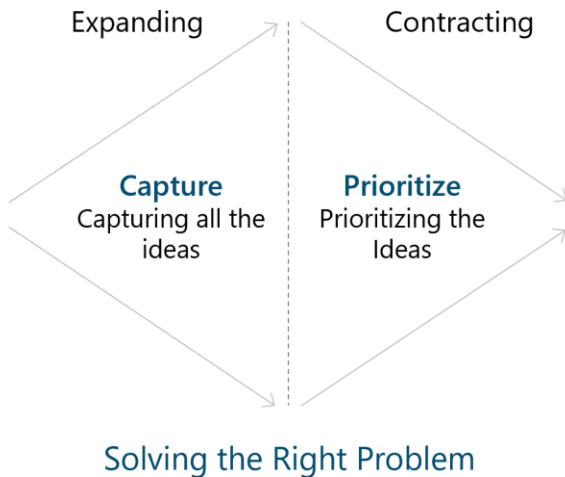 Expanding
Contracting
Capture
Capturing all the
ideas
Prioritize
Prioritizing the
Ideas
Solving the Right Problem